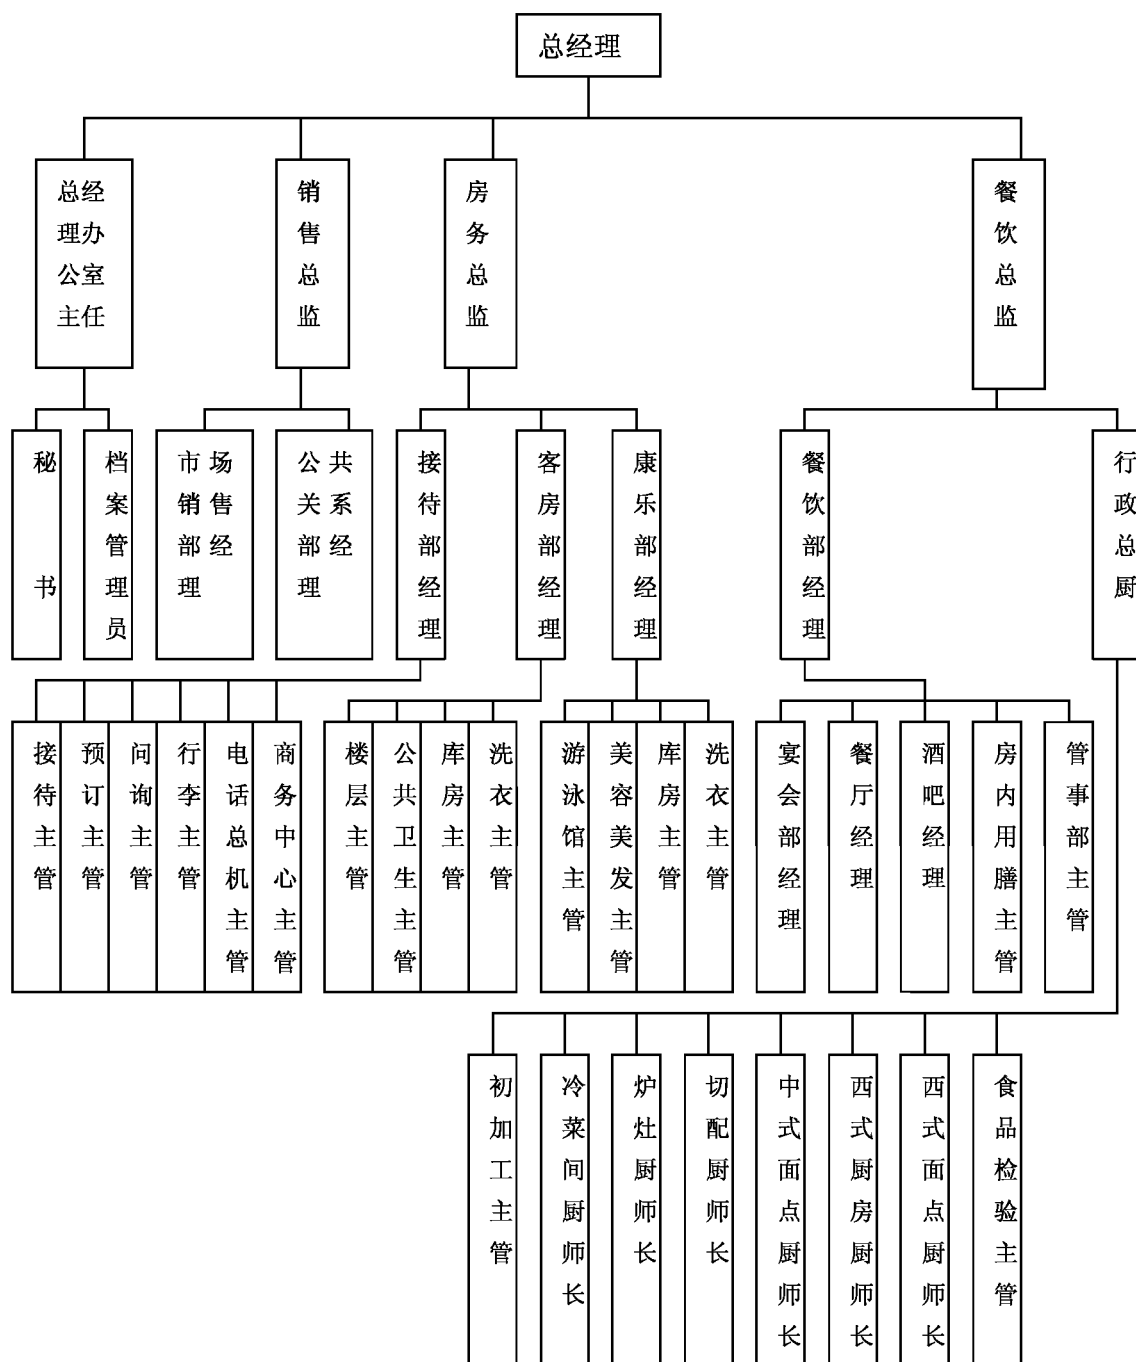 总经理
总经理办公室主任
销售总监
房务总监
餐饮总监
秘书
档案管理员
市场销售部经理
公共关系部经理
接待部经理
客房部经理
康乐部经理
餐饮部经理
行政总厨
接待主管
预订主管
问询主管
行李主管
电话总机主管
商务中心主管
楼层主管
公共卫生主管
库房主管
洗衣主管
游泳馆主管
美容美发主管
库房主管
洗衣主管
宴会部经理
餐厅经理
酒吧经理
房内用膳主管
管事部主管
初加工主管
冷菜间厨师长
炉灶厨师长
切配厨师长
中式面点厨师长
西式厨房厨师长
西式面点厨师长
食品检验主管